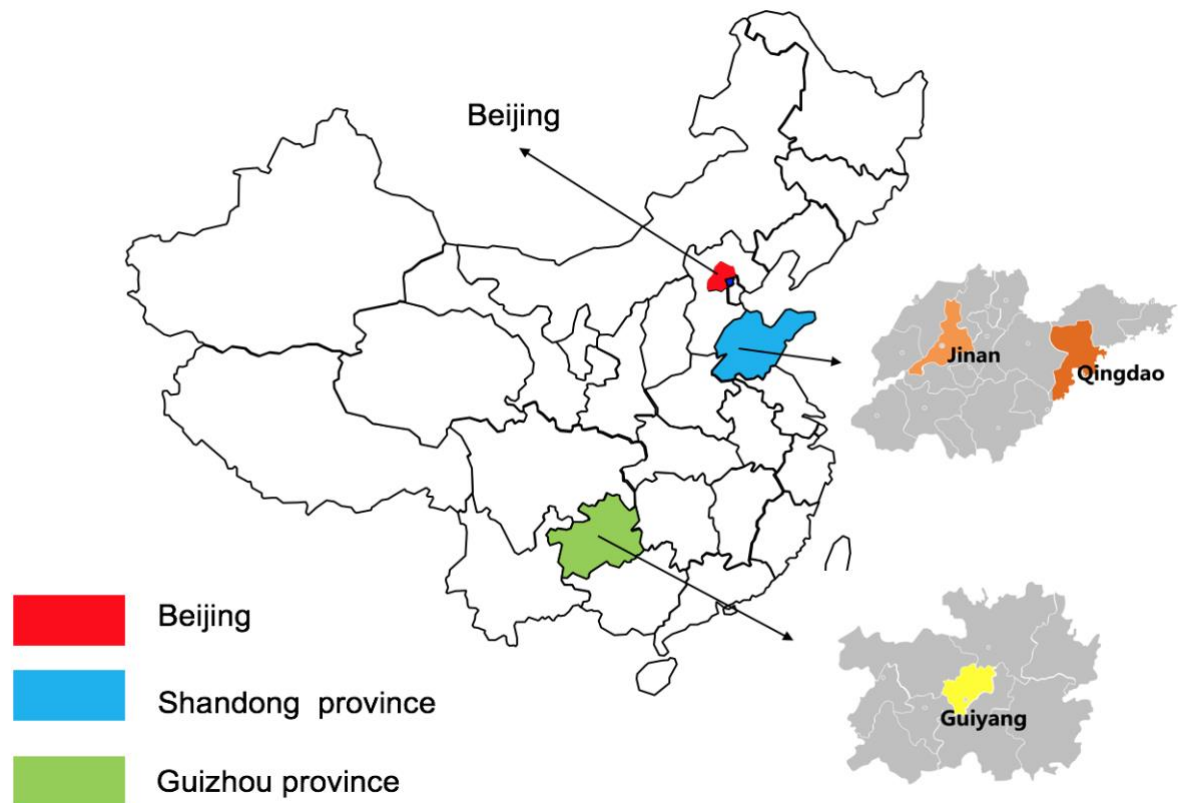 Beijing
Jinan
Qingdao
Guiyang
Beijing
Shandong province
Guizhou province